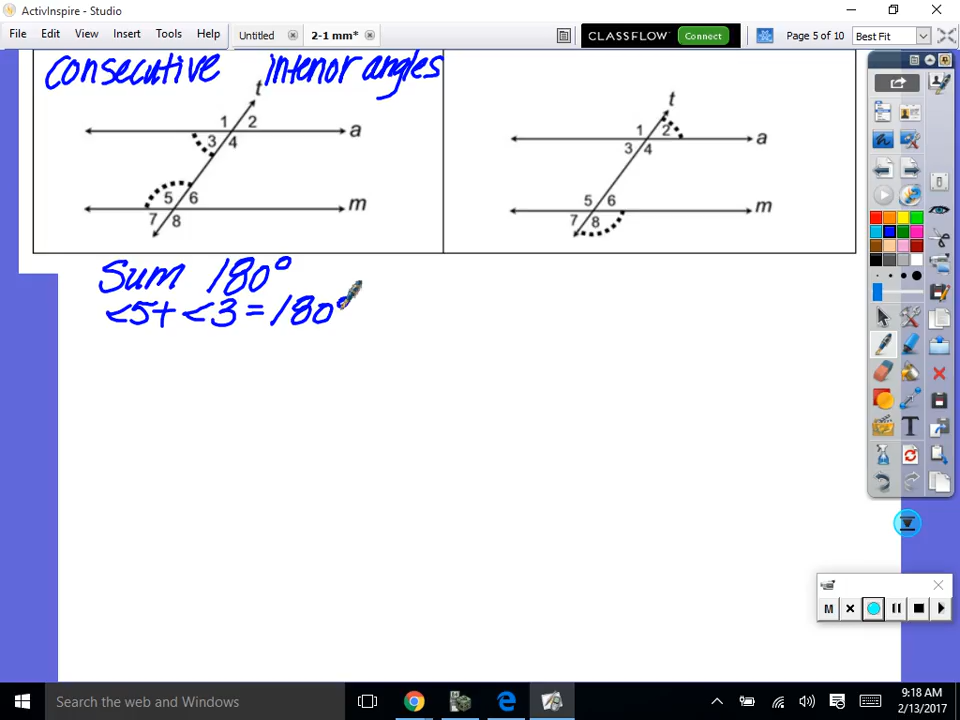 ActivInspire - Studio
File Edit View Insert Tools Help Untitled 2-1 mm* CLASSFLOW Connect Page 5 of 10 Best Fit
consecutive interior angles
t
1 2 a
3 4
5 6 m
7 8
t
1 2 a
3 4
5 6 m
7 8
Sum 180°
<5+ <3=180°
M
Search the web and Windows
9:18 AM
2/13/2017